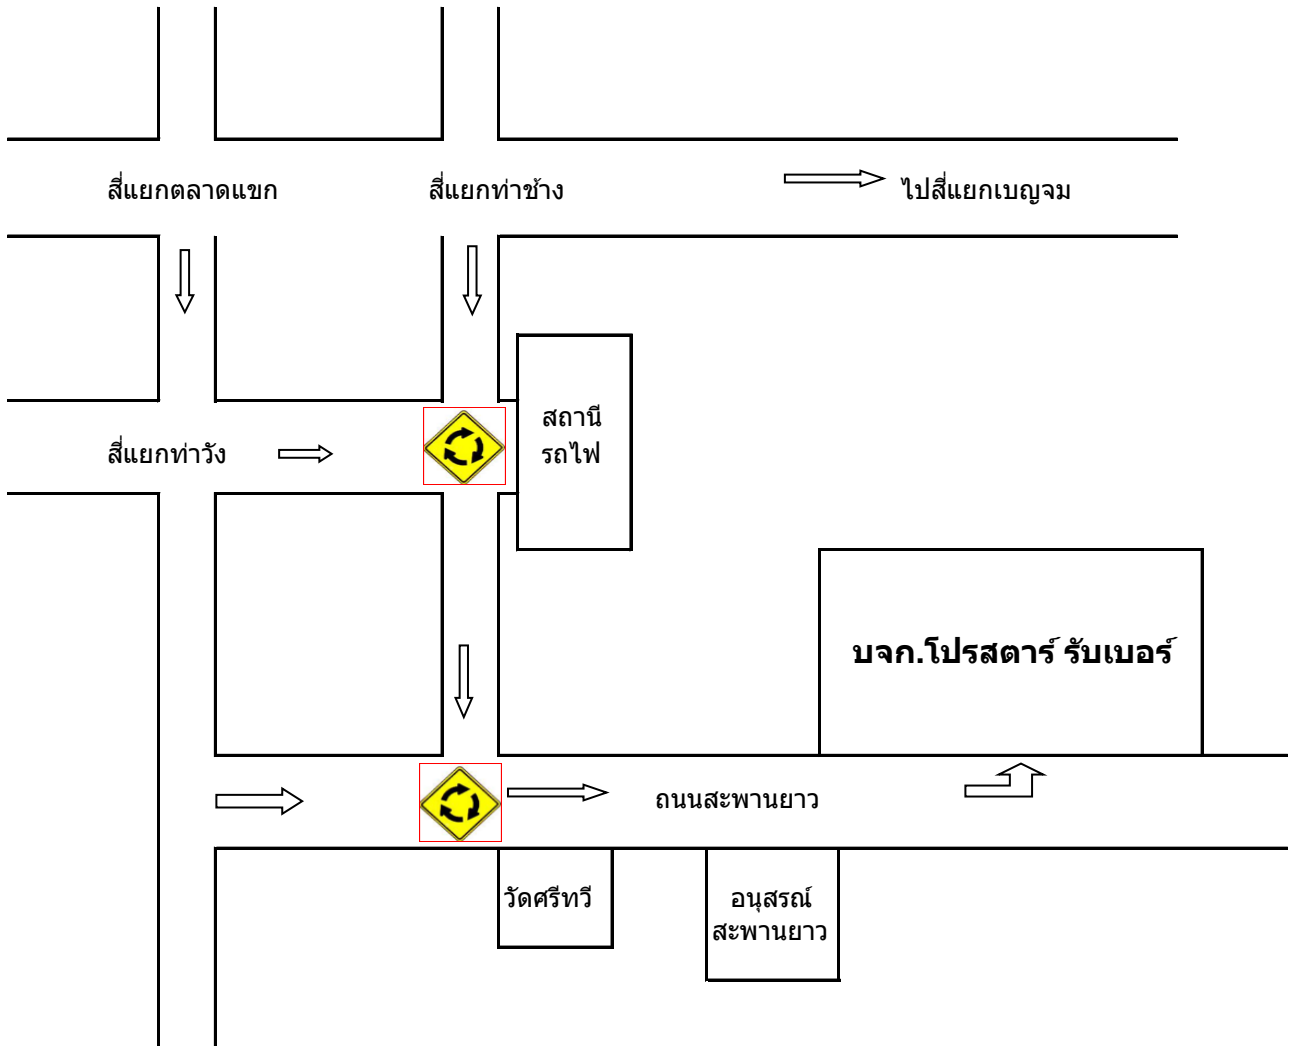 สี่แยกตลาดแขก
สี่แยกท่าช้าง
ไปสี่แยกเบญจม
สี่แยกท่าวัง
สถานี
รถไฟ
บจก.โปรสตาร์ รับเบอร์
ถนนสะพานยาว
วัดศรีทวี
อนุสรณ์
สะพานยาว